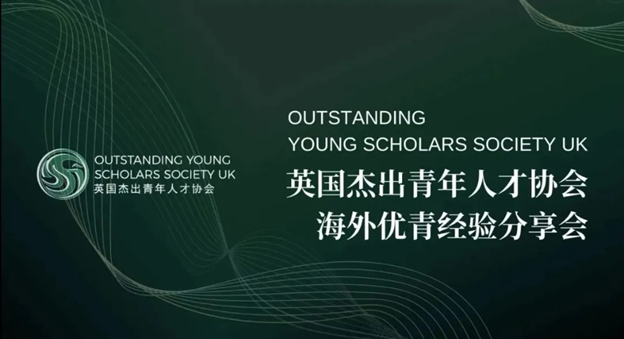 OUTSTANDING YOUNG
SCHOLARS SOCIETY UK
英国杰出青年人才协会
OUTSTANDING
YOUNG SCHOLARS SOCIETY UK
英国杰出青年人才协会
海外优青经验分享会